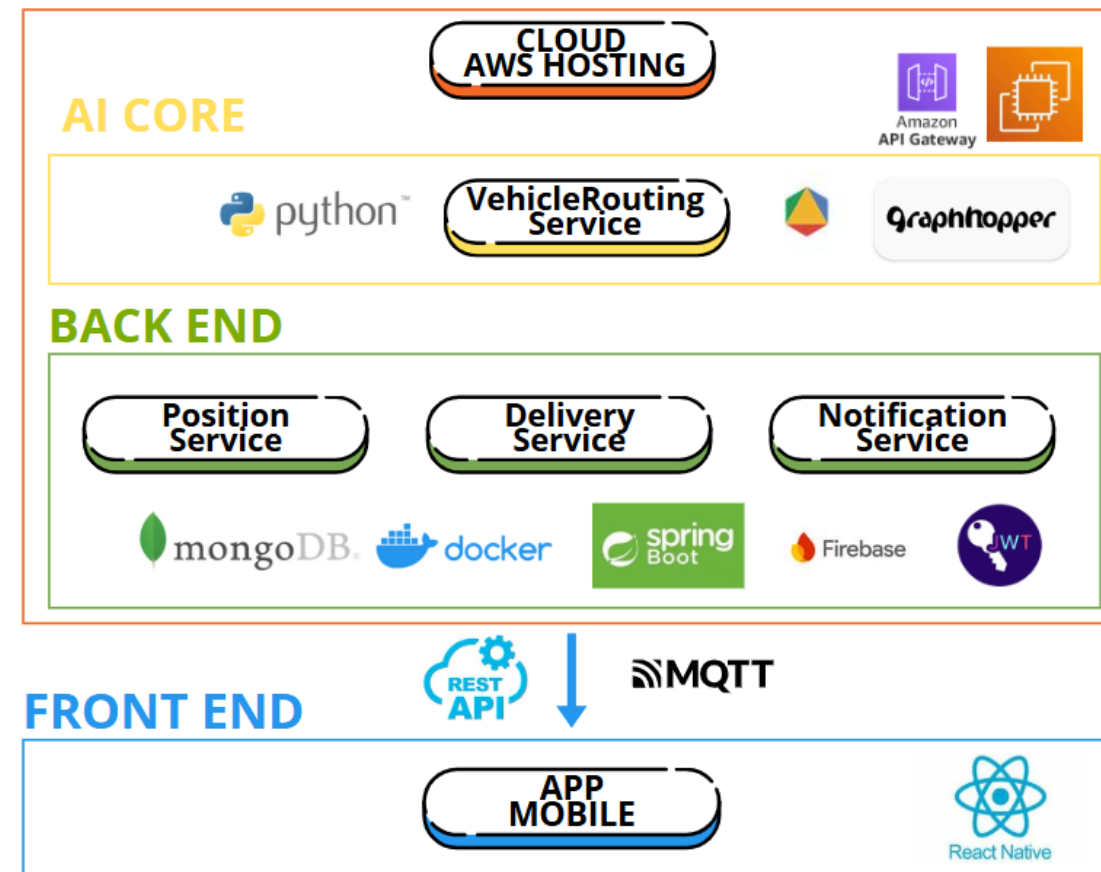 CLOUD
AWS HOSTING
AI CORE
Amazon
API Gateway
python™
VehicleRouting
Service
Graphhopper
BACK END
Position
Service
Delivery
Service
Notification
Service
mongoDB®
docker
spring
Boot
Firebase
JWT
REST
API
MQTT
FRONT END
APP
MOBILE
React Native